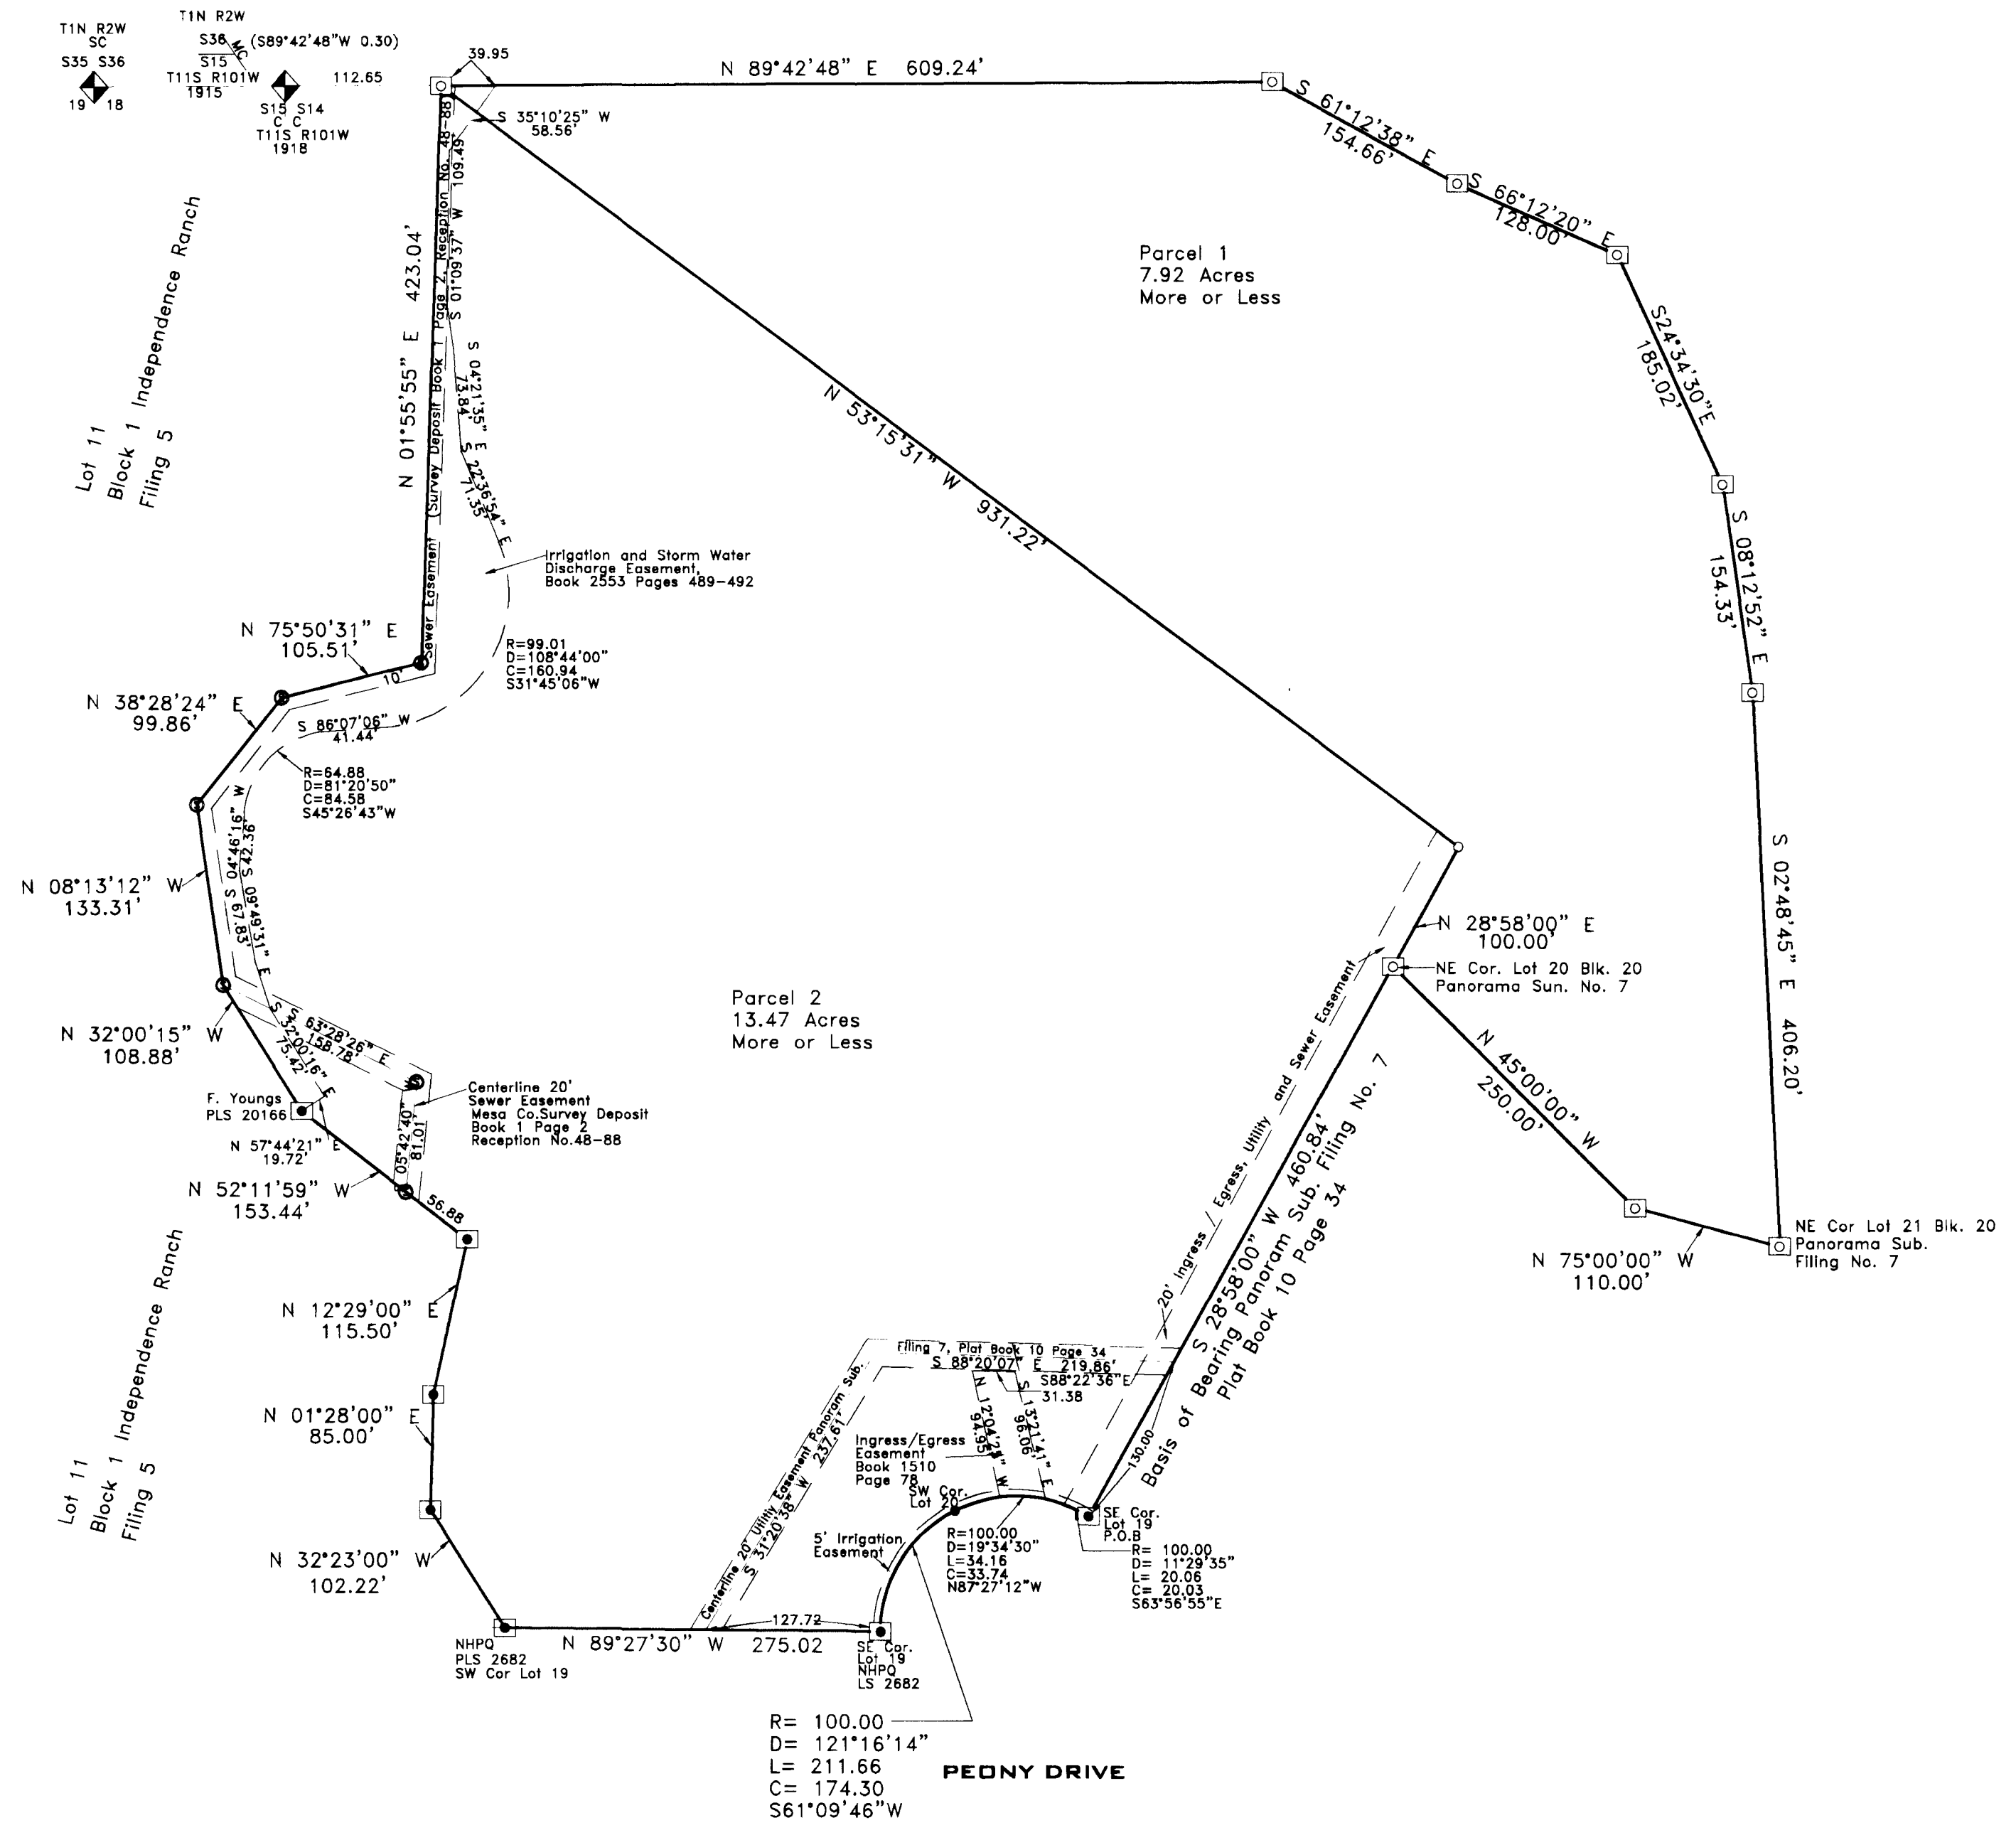 T1N R2W
SC
S35 S36
19 18
T1N R2W
S36 MC (S89°42'48"W 0.30)
S15
T11S R101W
1915
112.65
S15 S14
C C
T11S R101W
1918
39.95
N 89°42'48" E 609.24'
S 35°10'25" W
58.56'
S 61°12'38" E
154.66'
S 66°12'20" E
128.00'
S24°34'30"E
185.02'
S 08°12'52" E
154.33'
S 02°48'45" E 406.20'
Parcel 1
7.92 Acres
More or Less
N 53°15'31" W 931.22'
Lot 11
Block 1 Independence Ranch
Filing 5
N 01°55'55" E 423.04'
Sewer Easement (Survey Deposit Book 1 Page 2, Reception No. 48-88)
S 01°09'37" W 109.49'
S 04°21'35" E
73.84'
S 22°36'54" E
71.35'
Irrigation and Storm Water
Discharge Easement,
Book 2553 Pages 489-492
N 75°50'31" E
105.51'
10'
R=99.01
D=108°44'00"
C=160.94
S31°45'06"W
N 38°28'24" E
99.86'
S 86°07'06" W
41.44'
R=64.88
D=81°20'50"
C=84.58
S45°26'43"W
N 08°13'12" W
133.31'
S 04°46'16" W
42.36'
S 09°49'31" E
S 67.83'
N 28°58'00" E
100.00'
NE Cor. Lot 20 Blk. 20
Panorama Sun. No. 7
Parcel 2
13.47 Acres
More or Less
N 32°00'15" W
108.88'
S 63°28'26" E
158.78'
S 32°00'16" E
75.42'
F. Youngs
PLS 20166
Centerline 20'
Sewer Easement
Mesa Co.Survey Deposit
Book 1 Page 2
Reception No.48-88
N 57°44'21" E
19.72'
05°42'40"
81.01'
N 52°11'59" W
153.44'
56.88
N 45°00'00" W
250.00'
N 75°00'00" W
110.00'
NE Cor Lot 21 Blk. 20
Panorama Sub.
Filing No. 7
20' Ingress / Egress, Utility and Sewer Easement
S 28°58'00" W 460.84'
Basis of Bearing Panoram Sub. Filing No. 7
Plat Book 10 Page 34
Lot 11
Block 1 Independence Ranch
Filing 5
N 12°29'00" E
115.50'
N 01°28'00" E
85.00'
N 32°23'00" W
102.22'
Filing 7, Plat Book 10 Page 34
S 88°20'07" E 219.86'
S88°22'36"E
31.38
Centerline 20' Utility Easement Panoram Sub.
S 31°20'38" W 237.61'
N 12°04'25" W
94.95'
S 13°21'41" E
96.06'
130.00
Ingress/Egress
Easement
Book 1510
Page 78
SW Cor.
Lot 20
5' Irrigation
Easement
R=100.00
D=19°34'30"
L=34.16
C=33.74
N87°27'12"W
SE Cor.
Lot 19
P.O.B
R= 100.00
D= 11°29'35"
L= 20.06
C= 20.03
S63°56'55"E
127.72
N 89°27'30" W 275.02
NHPQ
PLS 2682
SW Cor Lot 19
SE Cor.
Lot 19
NHPQ
LS 2682
R= 100.00
D= 121°16'14"
L= 211.66
C= 174.30
S61°09'46"W
PEONY DRIVE